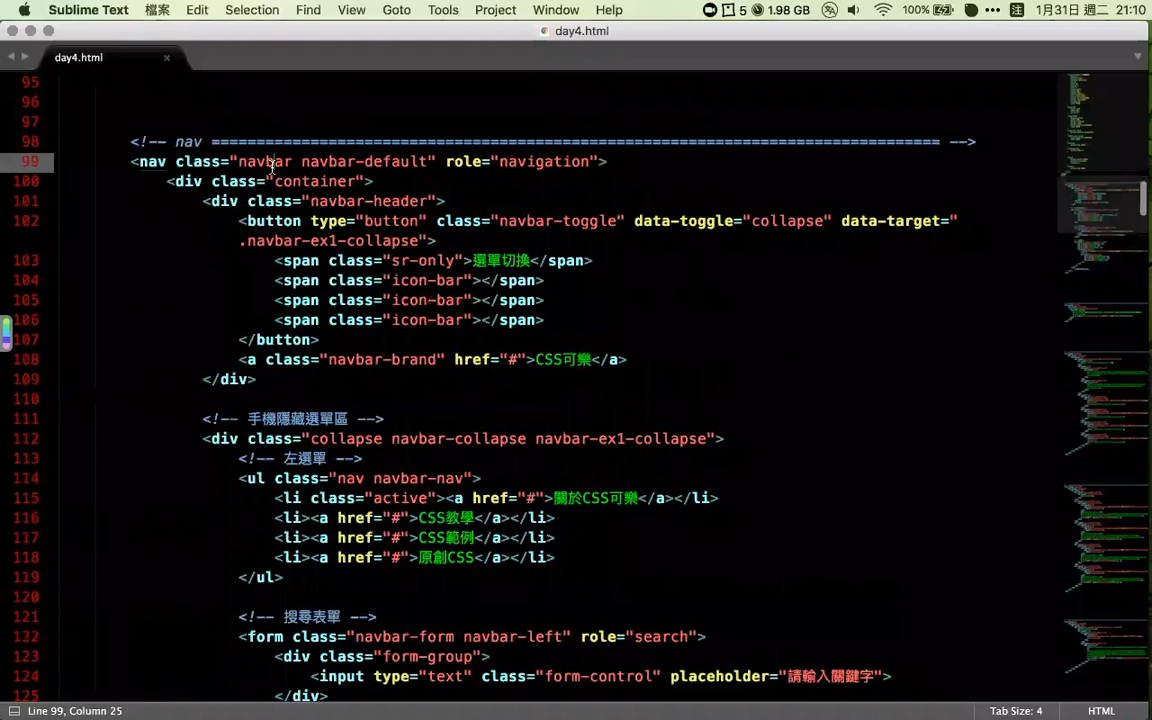 Sublime Text 檔案 Edit Selection Find View Goto Tools Project Window Help 5 1.98 GB 100% 注 1月31日 週二 21:10
day4.html
day4.html
95
96
97
98 <!-- nav ================================================================================= -->
99 <nav class="navbar navbar-default" role="navigation">
100 <div class="container">
101 <div class="navbar-header">
102 <button type="button" class="navbar-toggle" data-toggle="collapse" data-target="
.navbar-ex1-collapse">
103 <span class="sr-only">選單切換</span>
104 <span class="icon-bar"></span>
105 <span class="icon-bar"></span>
106 <span class="icon-bar"></span>
107 </button>
108 <a class="navbar-brand" href="#">CSS可樂</a>
109 </div>
110
111 <!-- 手機隱藏選單區 -->
112 <div class="collapse navbar-collapse navbar-ex1-collapse">
113 <!-- 左選單 -->
114 <ul class="nav navbar-nav">
115 <li class="active"><a href="#">關於CSS可樂</a></li>
116 <li><a href="#">CSS教學</a></li>
117 <li><a href="#">CSS範例</a></li>
118 <li><a href="#">原創CSS</a></li>
119 </ul>
120
121 <!-- 搜尋表單 -->
122 <form class="navbar-form navbar-left" role="search">
123 <div class="form-group">
124 <input type="text" class="form-control" placeholder="請輸入關鍵字">
125 </div>
Line 99, Column 25 Tab Size: 4 HTML